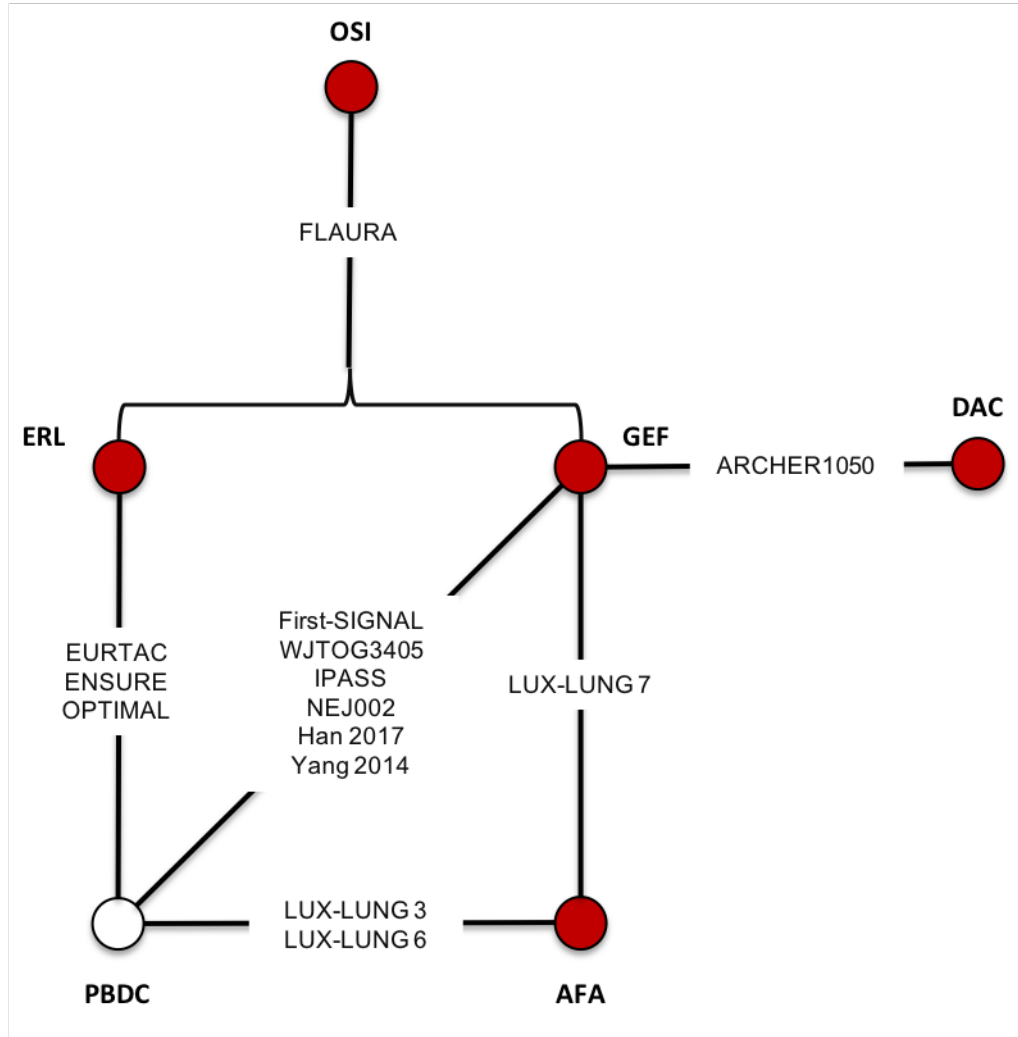 OSI
FLAURA
ERL
GEF
DAC
ARCHER1050
EURTAC
ENSURE
OPTIMAL
First-SIGNAL
WJTOG3405
IPASS
NEJ002
Han 2017
Yang 2014
LUX-LUNG 7
LUX-LUNG 3
LUX-LUNG 6
PBDC
AFA